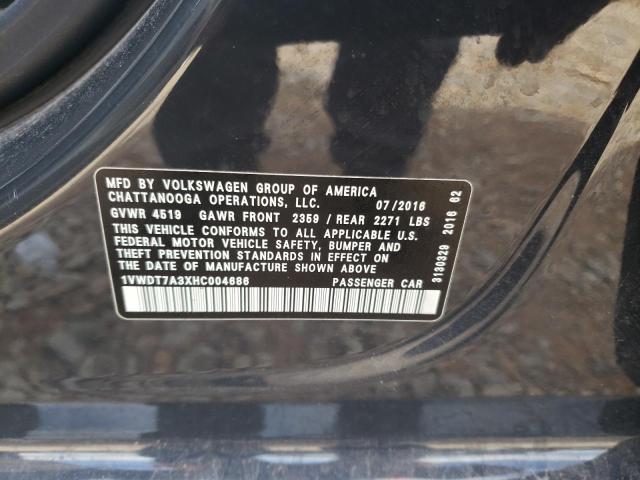 MFD BY VOLKSWAGEN GROUP OF AMERICA
CHATTANOOGA OPERATIONS, LLC. 07/2016
GVWR 4519 GAWR FRONT 2359 / REAR 2271 LBS
THIS VEHICLE CONFORMS TO ALL APPLICABLE U.S.
FEDERAL MOTOR VEHICLE SAFETY, BUMPER AND
THEFT PREVENTION STANDARDS IN EFFECT ON
THE DATE OF MANUFACTURE SHOWN ABOVE
1VWDT7A3XHC004686 PASSENGER CAR
3130329 2016 62